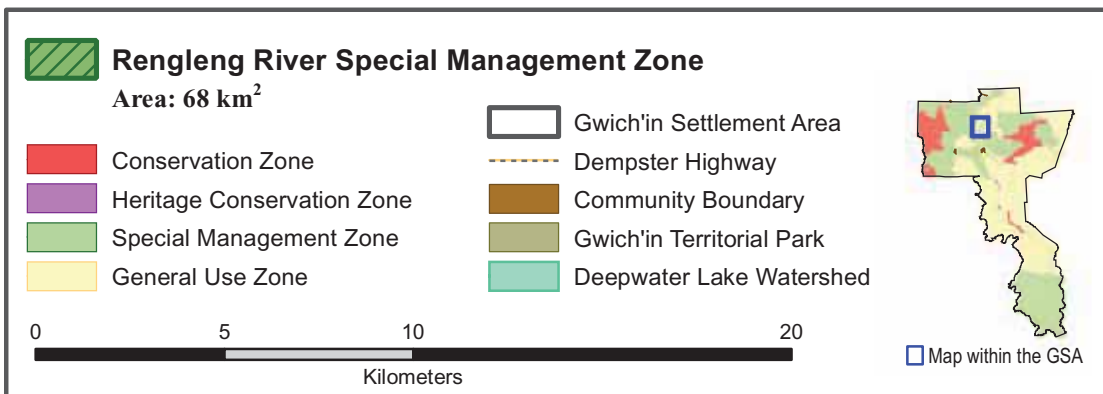 Rengleng River Special Management Zone
Area: 68 km²
Conservation Zone
Heritage Conservation Zone
Special Management Zone
General Use Zone
Gwich'in Settlement Area
Dempster Highway
Community Boundary
Gwich'in Territorial Park
Deepwater Lake Watershed
0 5 10 20
Kilometers
Map within the GSA